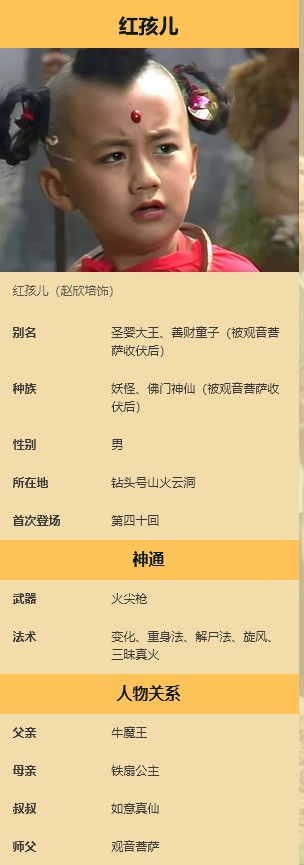 红孩儿
红孩儿（赵欣培饰）
别名 圣婴大王、善财童子（被观音菩
萨收伏后）
种族 妖怪、佛门神仙（被观音菩萨收
伏后）
性别 男
所在地 钻头号山火云洞
首次登场 第四十回
神通
武器 火尖枪
法术 变化、重身法、解尸法、旋风、
三昧真火
人物关系
父亲 牛魔王
母亲 铁扇公主
叔叔 如意真仙
师父 观音菩萨